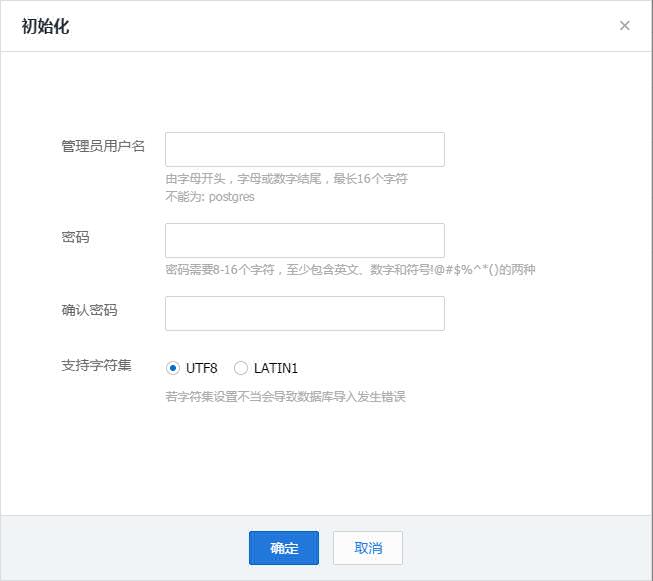 初始化
管理员用户名
由字母开头，字母或数字结尾，最长16个字符
不能为: postgres
密码
密码需要8-16个字符，至少包含英文、数字和符号!@#$%^*()的两种
确认密码
支持字符集 UTF8 LATIN1
若字符集设置不当会导致数据库导入发生错误
确定 取消